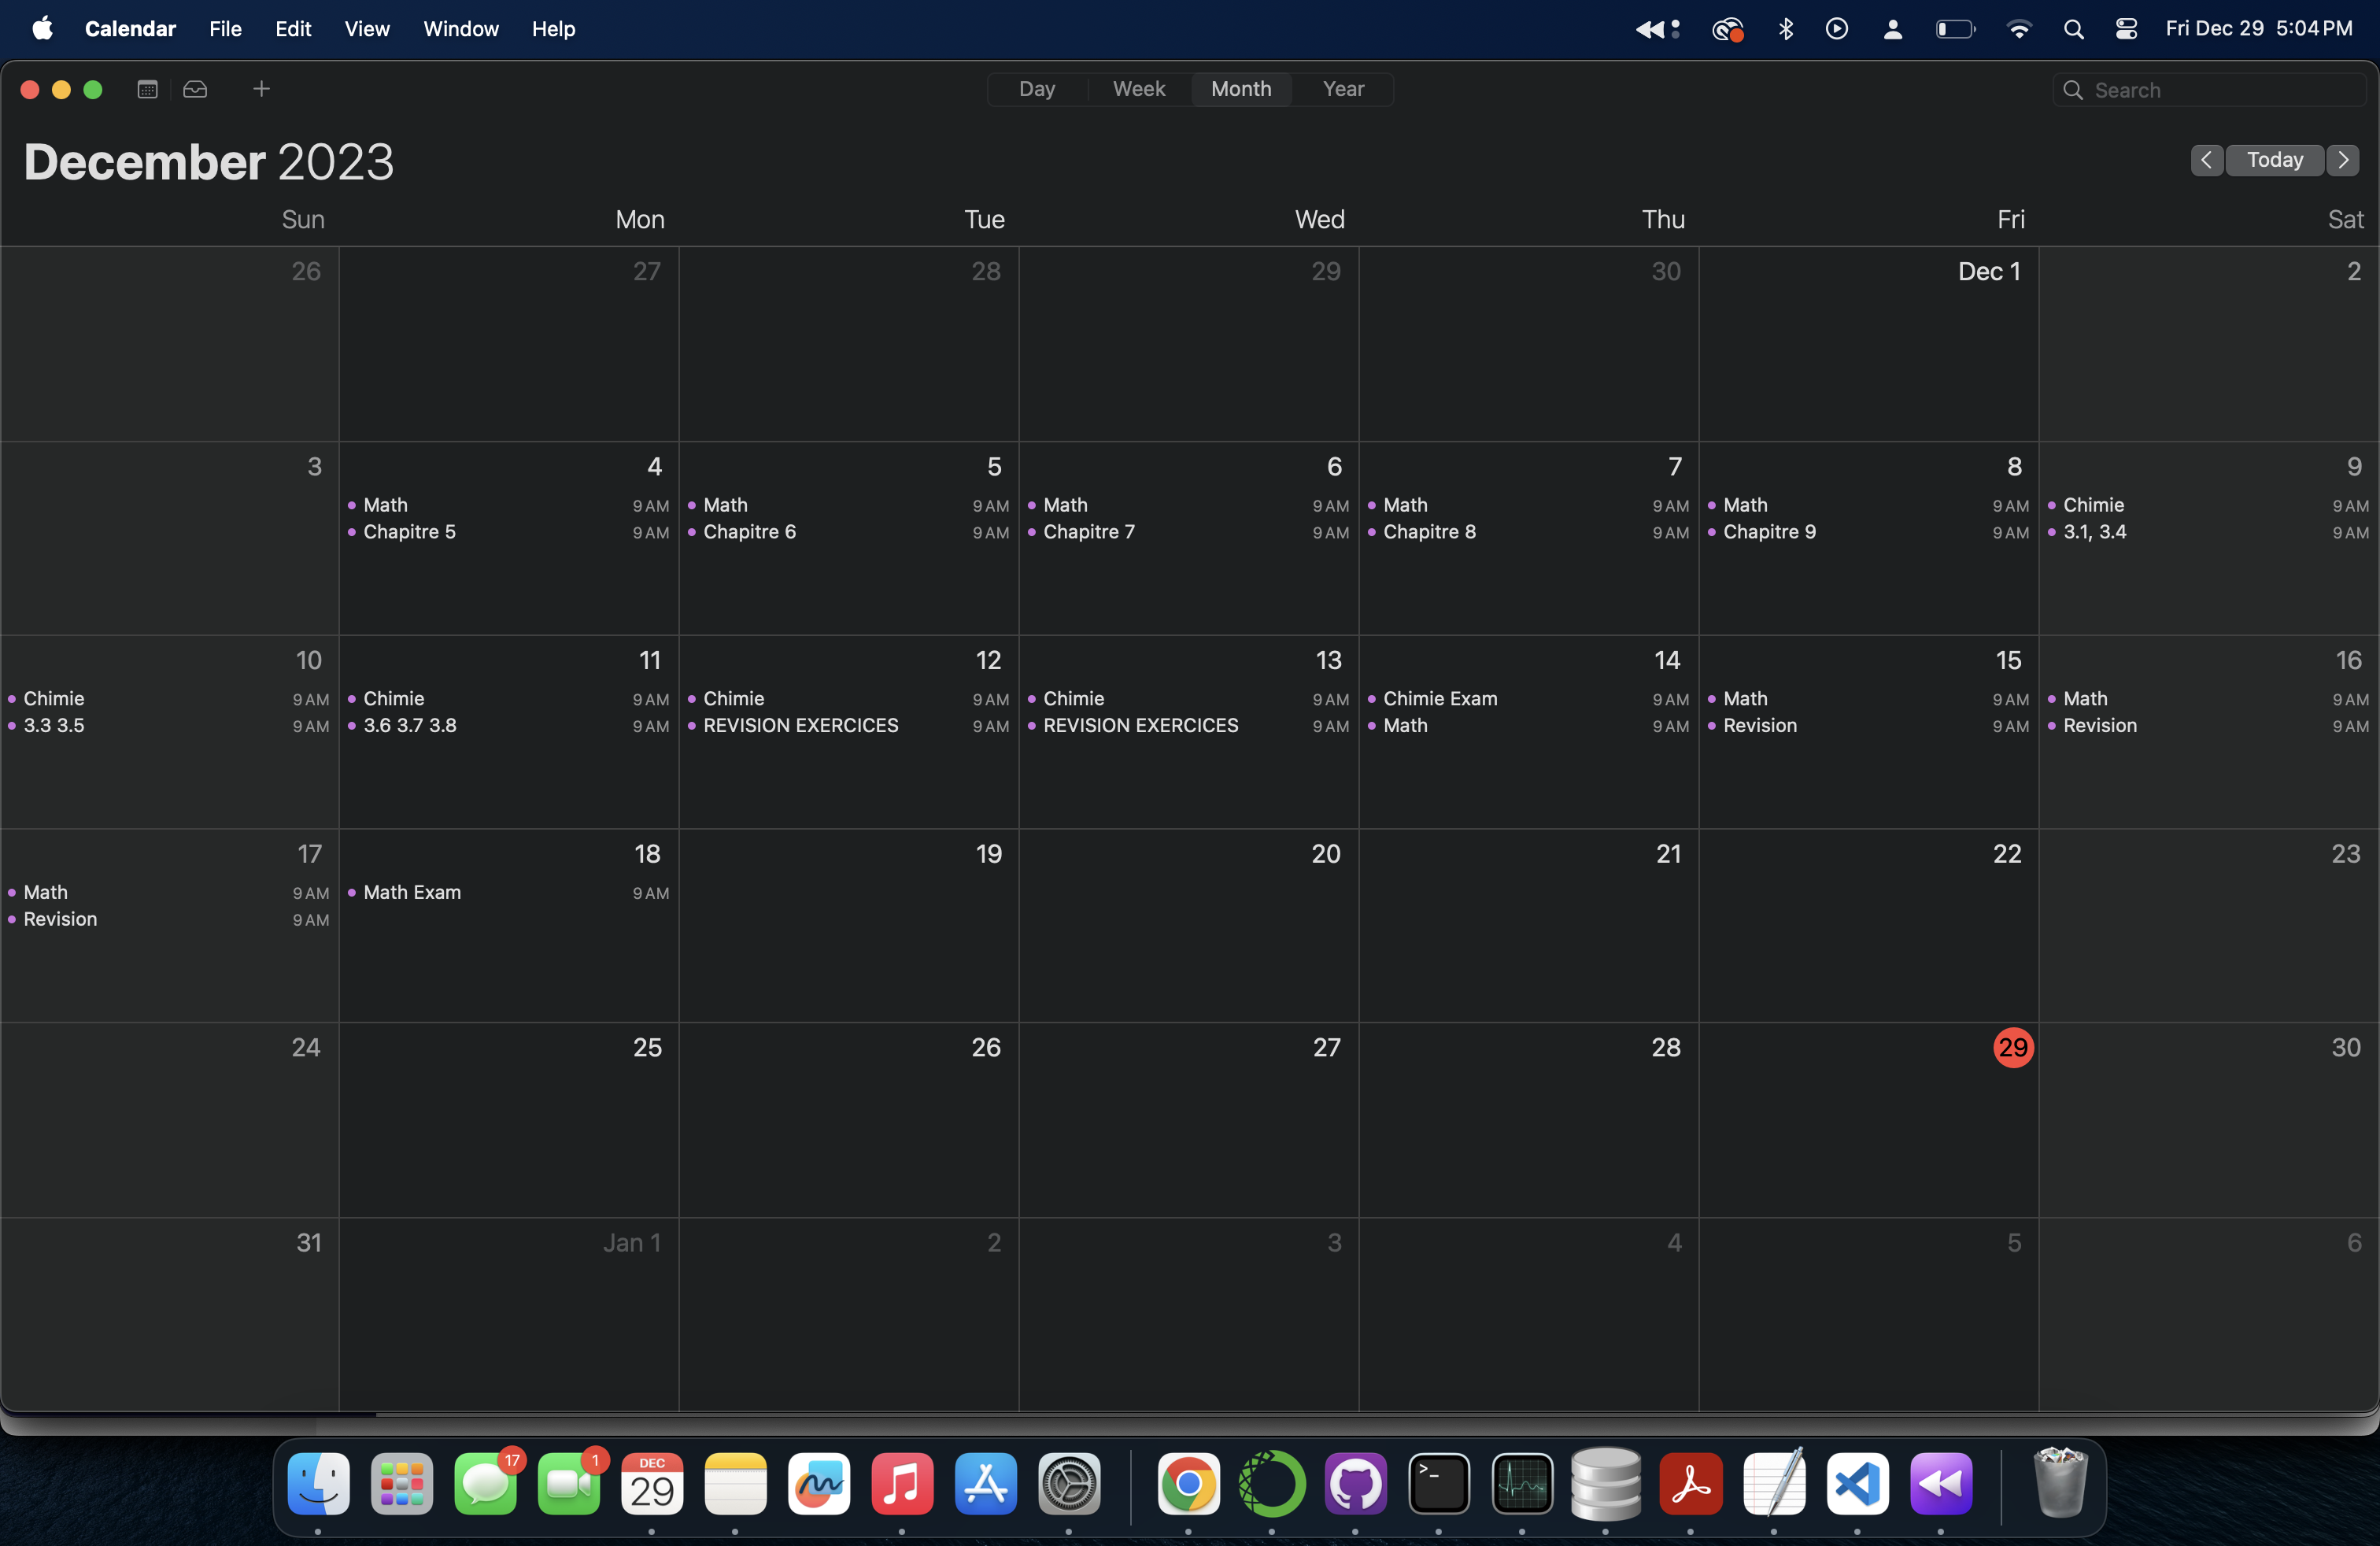 Calendar File Edit View Window Help Fri Dec 29 5:04 PM
Day Week Month Year Search
December 2023 Today
Sun Mon Tue Wed Thu Fri Sat
26 27 28 29 30 Dec 1 2
3 4 5 6 7 8 9
Math 9 AM Math 9 AM Math 9 AM Math 9 AM Math 9 AM Chimie 9 AM
Chapitre 5 9 AM Chapitre 6 9 AM Chapitre 7 9 AM Chapitre 8 9 AM Chapitre 9 9 AM 3.1, 3.4 9 AM
10 11 12 13 14 15 16
Chimie 9 AM Chimie 9 AM Chimie 9 AM Chimie 9 AM Chimie Exam 9 AM Math 9 AM Math 9 AM
3.3 3.5 9 AM 3.6 3.7 3.8 9 AM REVISION EXERCICES 9 AM REVISION EXERCICES 9 AM Math 9 AM Revision 9 AM Revision 9 AM
17 18 19 20 21 22 23
Math 9 AM Math Exam 9 AM
Revision 9 AM
24 25 26 27 28 29 30
31 Jan 1 2 3 4 5 6
17 1 DEC
29